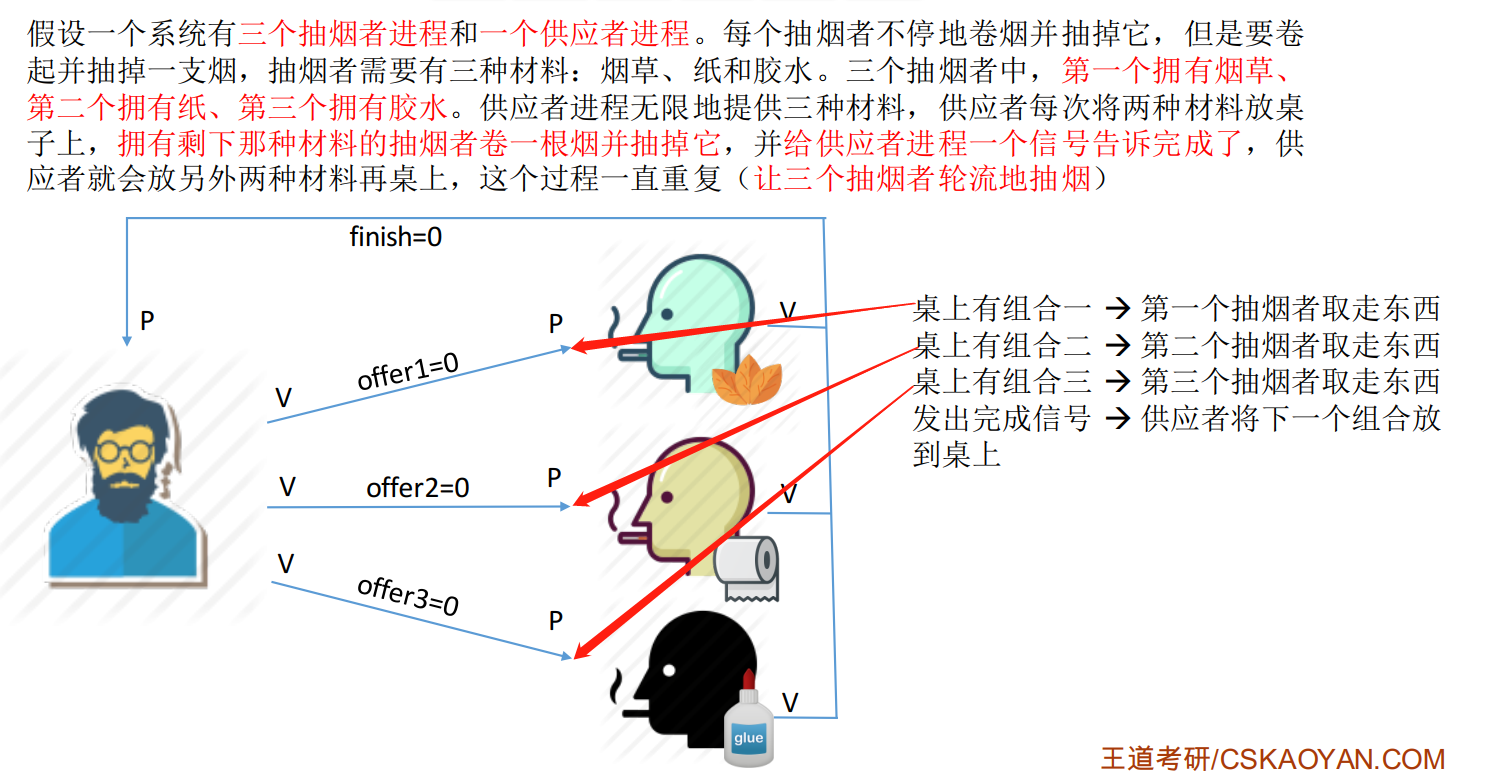 假设一个系统有三个抽烟者进程和一个供应者进程。每个抽烟者不停地卷烟并抽掉它，但是要卷
起并抽掉一支烟，抽烟者需要有三种材料：烟草、纸和胶水。三个抽烟者中，第一个拥有烟草、
第二个拥有纸、第三个拥有胶水。供应者进程无限地提供三种材料，供应者每次将两种材料放桌
子上，拥有剩下那种材料的抽烟者卷一根烟并抽掉它，并给供应者进程一个信号告诉完成了，供
应者就会放另外两种材料再桌上，这个过程一直重复（让三个抽烟者轮流地抽烟）
finish=0
P
P
V
offer1=0
V
V
offer2=0
P
V
V
offer3=0
P
V
glue
桌上有组合一 → 第一个抽烟者取走东西
桌上有组合二 → 第二个抽烟者取走东西
桌上有组合三 → 第三个抽烟者取走东西
发出完成信号 → 供应者将下一个组合放
到桌上
王道考研/CSKAOYAN.COM